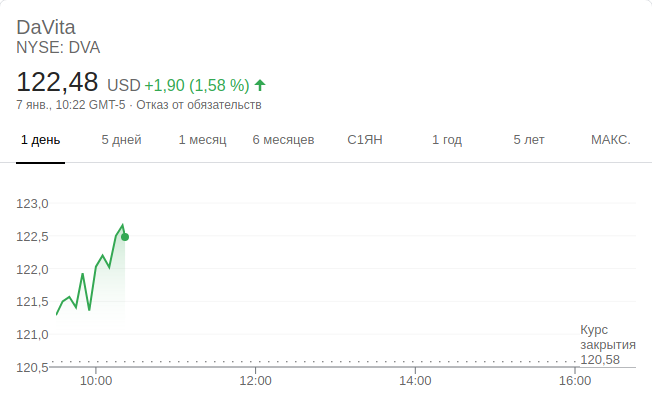 DaVita
NYSE: DVA
122,48 USD +1,90 (1,58 %)
7 янв., 10:22 GMT-5 · Отказ от обязательств
1 день 5 дней 1 месяц 6 месяцев С1ЯН 1 год 5 лет МАКС.
123,0
122,5
122,0
121,5
121,0
120,5
Курс
закрытия
120,58
10:00 12:00 14:00 16:00